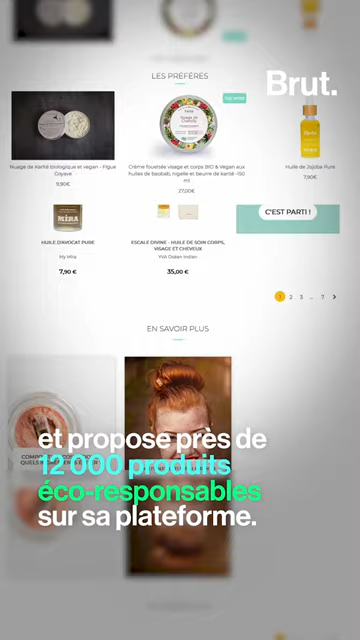 LES PRÉFÉRÉS
Brut.
Nuage de Karité biologique et vegan - Figue
Goyave
9,90€
Crème fouettée visage et corps BIO & Vegan aux
huiles de baobab, nigelle et beurre de karité -150
ml
27,00€
Huile de Jojoba Pure
7,90€
HUILE D'AVOCAT PURE
My Mira
7,90 €
ESCALE DIVINE - HUILE DE SOIN CORPS,
VISAGE ET CHEVEUX
35,00 €
C'EST PARTI !
1 2 3 ... 7 >
EN SAVOIR PLUS
et propose près de
12 000 produits
éco-responsables
sur sa plateforme.